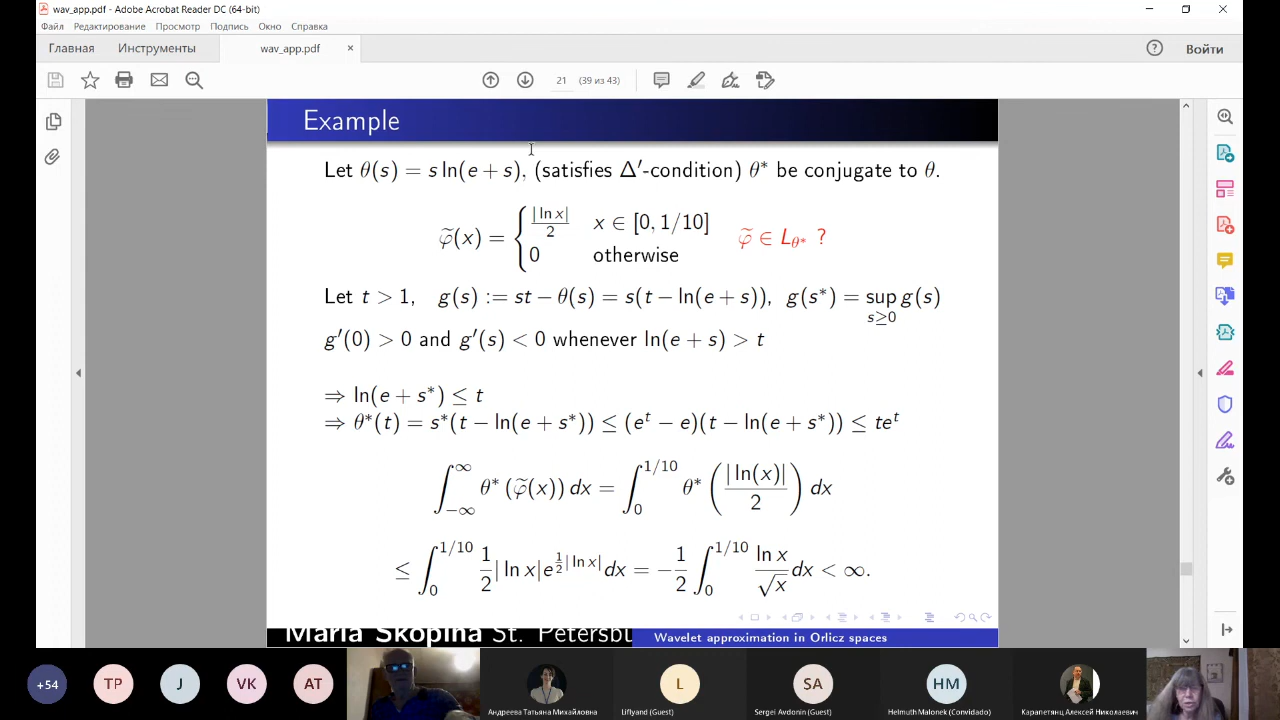 wav_app.pdf - Adobe Acrobat Reader DC (64-bit)
Файл Редактирование Просмотр Подпись Окно Справка
Главная Инструменты wav_app.pdf × Войти
21 (39 из 43)
Example
Let θ(s) = s ln(e + s), (satisfies Δ′-condition) θ* be conjugate to θ.
φ̃(x) = { |ln x|/2 x ∈ [0, 1/10]
0 otherwise
φ̃ ∈ L_θ* ?
Let t > 1, g(s) := st − θ(s) = s(t − ln(e + s)), g(s*) = sup_{s≥0} g(s)
g′(0) > 0 and g′(s) < 0 whenever ln(e + s) > t
⇒ ln(e + s*) ≤ t
⇒ θ*(t) = s*(t − ln(e + s*)) ≤ (e^t − e)(t − ln(e + s*)) ≤ te^t
∫_{−∞}^{∞} θ* (φ̃(x)) dx = ∫_0^{1/10} θ* (|ln(x)|/2) dx
≤ ∫_0^{1/10} 1/2 |ln x| e^{1/2 |ln x|} dx = −1/2 ∫_0^{1/10} ln x/√x dx < ∞.
Maria Skopina St. Petersbu Wavelet approximation in Orlicz spaces
+54 TP J VK AT L SA HM
Андреева Татьяна Михайловна Liflyand (Guest) Sergei Avdonin (Guest) Helmuth Malonek (Convidado) Карапетянц Алексей Николаевич